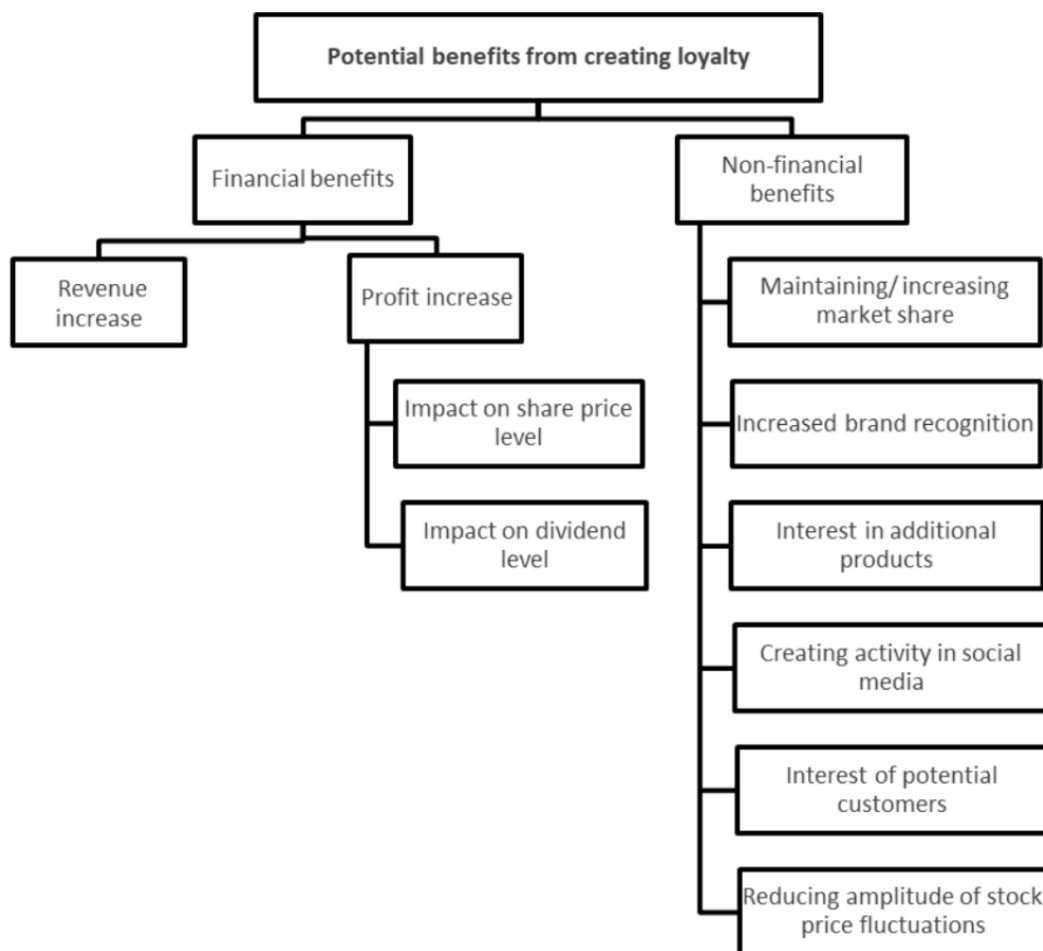 Potential benefits from creating loyalty
Financial benefits
Non-financial
benefits
Revenue
increase
Profit increase
Impact on share price
level
Impact on dividend
level
Maintaining/ increasing
market share
Increased brand recognition
Interest in additional
products
Creating activity in social
media
Interest of potential
customers
Reducing amplitude of stock
price fluctuations